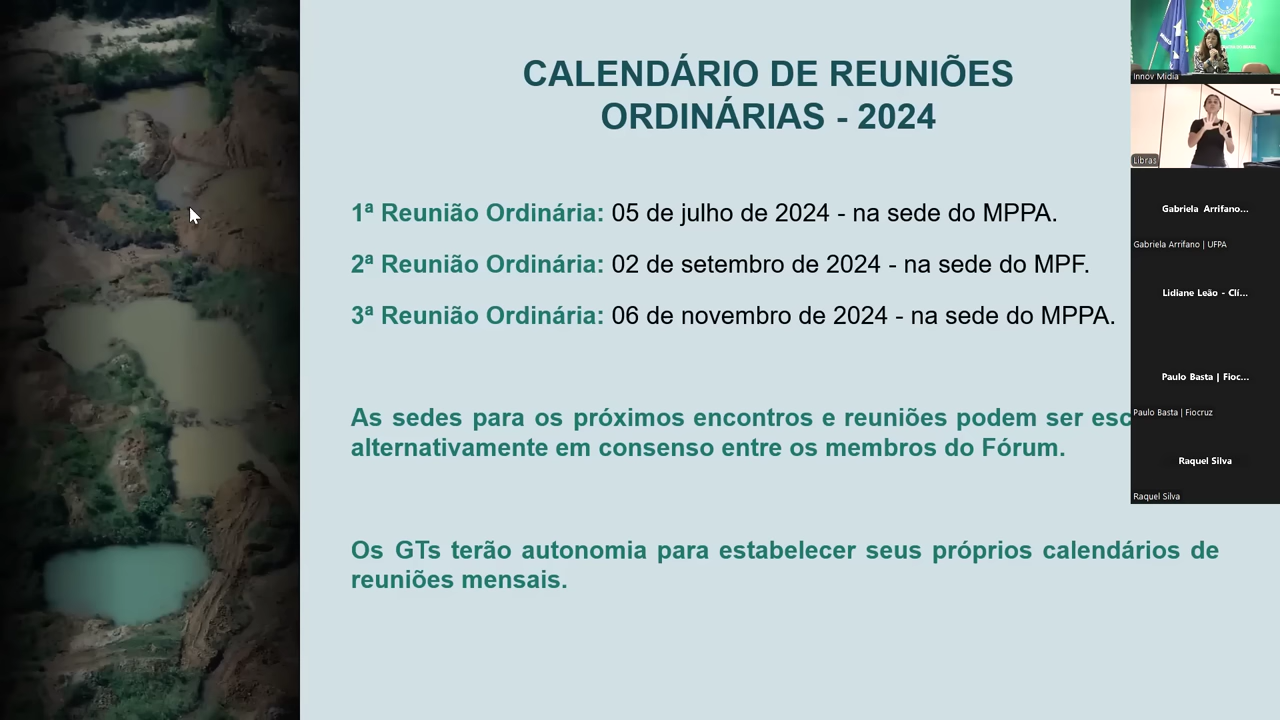 CALENDÁRIO DE REUNIÕES
ORDINÁRIAS - 2024
1ª Reunião Ordinária: 05 de julho de 2024 - na sede do MPPA.
2ª Reunião Ordinária: 02 de setembro de 2024 - na sede do MPF.
3ª Reunião Ordinária: 06 de novembro de 2024 - na sede do MPPA.
As sedes para os próximos encontros e reuniões podem ser esc
alternativamente em consenso entre os membros do Fórum.
Os GTs terão autonomia para estabelecer seus próprios calendários de
reuniões mensais.
Innov Midia
Libras
Gabriela Arrifano...
Gabriela Arrifano | UFPA
Lidiane Leão - Clí...
Paulo Basta | Fioc...
Paulo Basta | Fiocruz
Raquel Silva
Raquel Silva